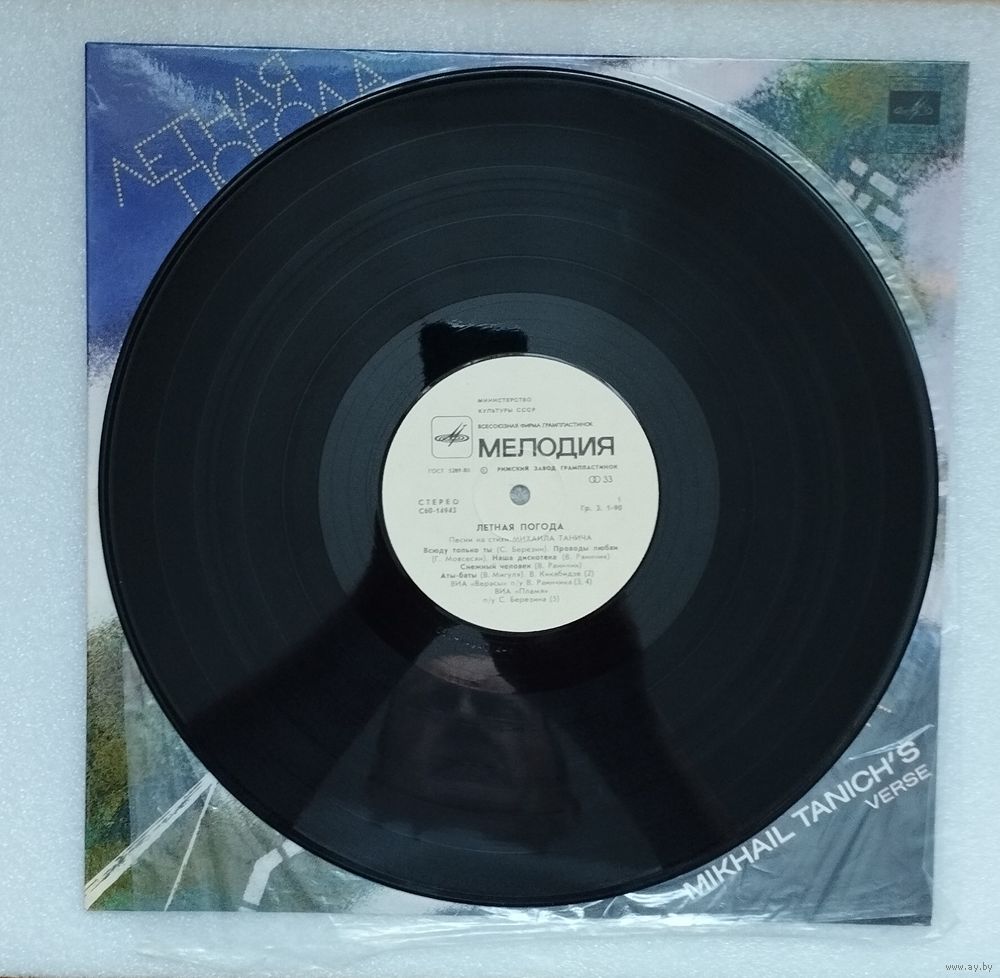 ЛЕТНАЯ
ПОГОДА
МИНИСТЕРСТВО
КУЛЬТУРЫ СССР
ВСЕСОЮЗНАЯ ФИРМА ГРАМПЛАСТИНОК
МЕЛОДИЯ
ГОСТ 5289-80 © РИЖСКИЙ ЗАВОД ГРАМПЛАСТИНОК
33
СТЕРЕО 1
С60-14943 Гр. 3. 1-90
ЛЕТНАЯ ПОГОДА
Песни на стихи МИХАИЛА ТАНИЧА
Всюду только ты (С. Березин). Проводы любви
(Г. Мовсесян). Наша дискотека (В. Раинчик).
Снежный человек (В. Раинчик)
Аты-баты (В. Мигуля). В. Кикабидзе (2)
ВИА «Верасы» п/у В. Раинчика (3, 4)
ВИА «Пламя»
п/у С. Березина (5)
MIKHAIL TANICH'S
VERSE
www.ay.by